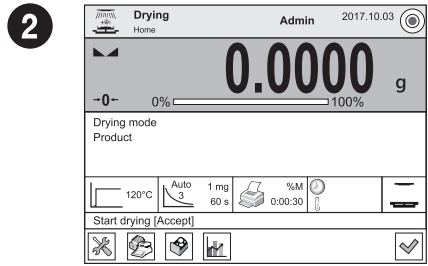 2
Drying
Home
Admin
2017.10.03
0.0000 g
→0←
0% 100%
Drying mode
Product
120°C
Auto
3
1 mg
60 s
%M
0:00:30
Start drying [Accept]